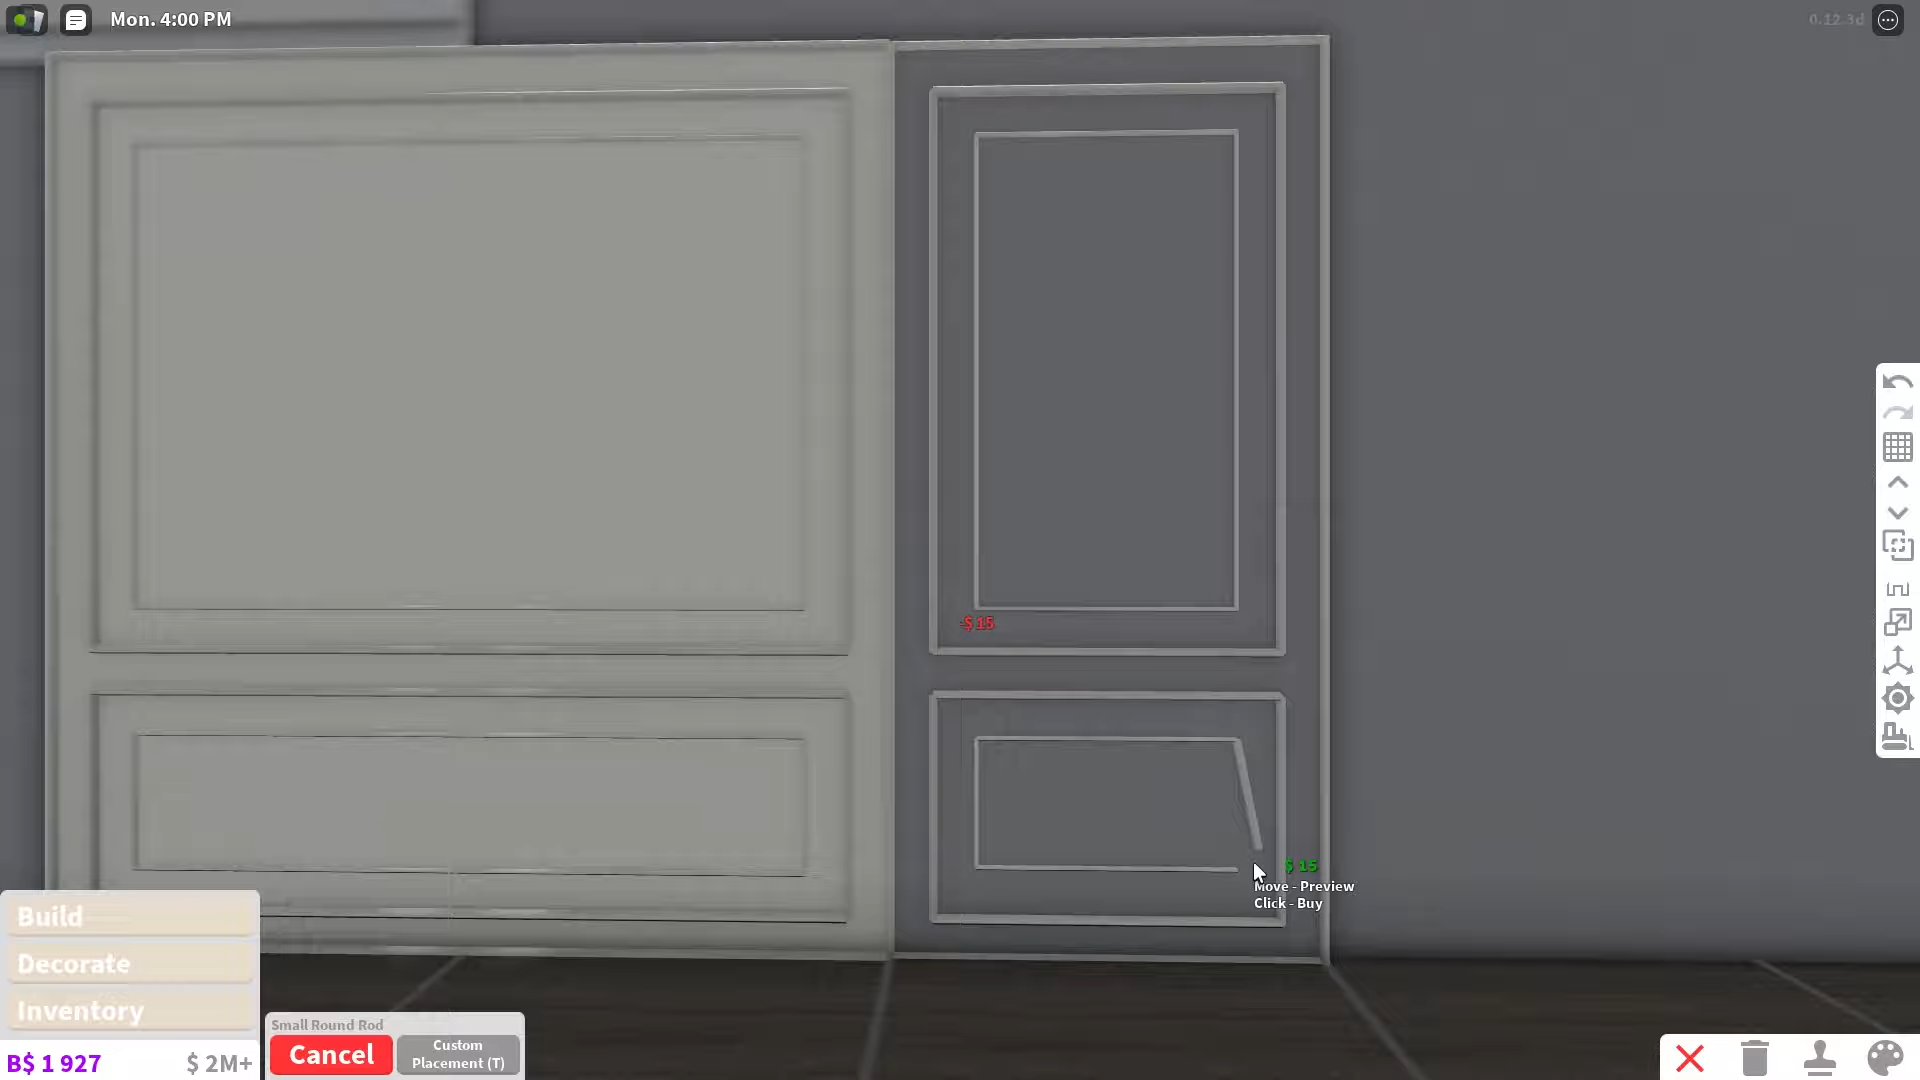 Mon. 4:00 PM
0.12.3d
-$ 15
$ 15
Move - Preview
Click - Buy
Build
Decorate
Inventory
B$ 1 927
$ 2M+
Small Round Rod
Cancel
Custom
Placement (T)